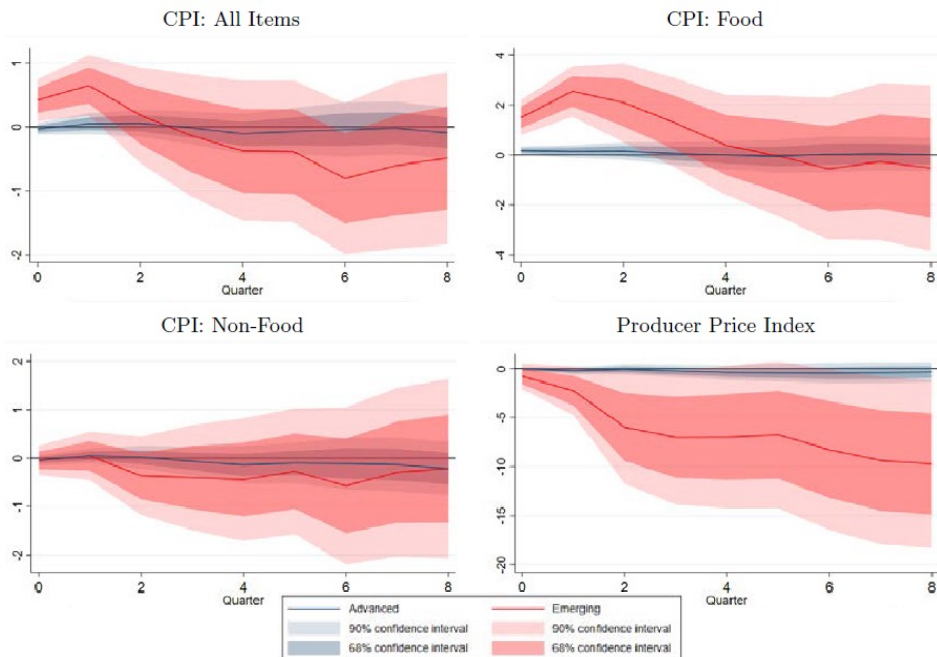 CPI: All Items
1
0
-1
-2
0 2 4 6 8
Quarter
CPI: Food
4
2
0
-2
-4
0 2 4 6 8
Quarter
CPI: Non-Food
2
1
0
-1
-2
0 2 4 6 8
Quarter
Producer Price Index
0
-5
-10
-15
-20
0 2 4 6 8
Quarter
Advanced Emerging
90% confidence interval 90% confidence interval
68% confidence interval 68% confidence interval